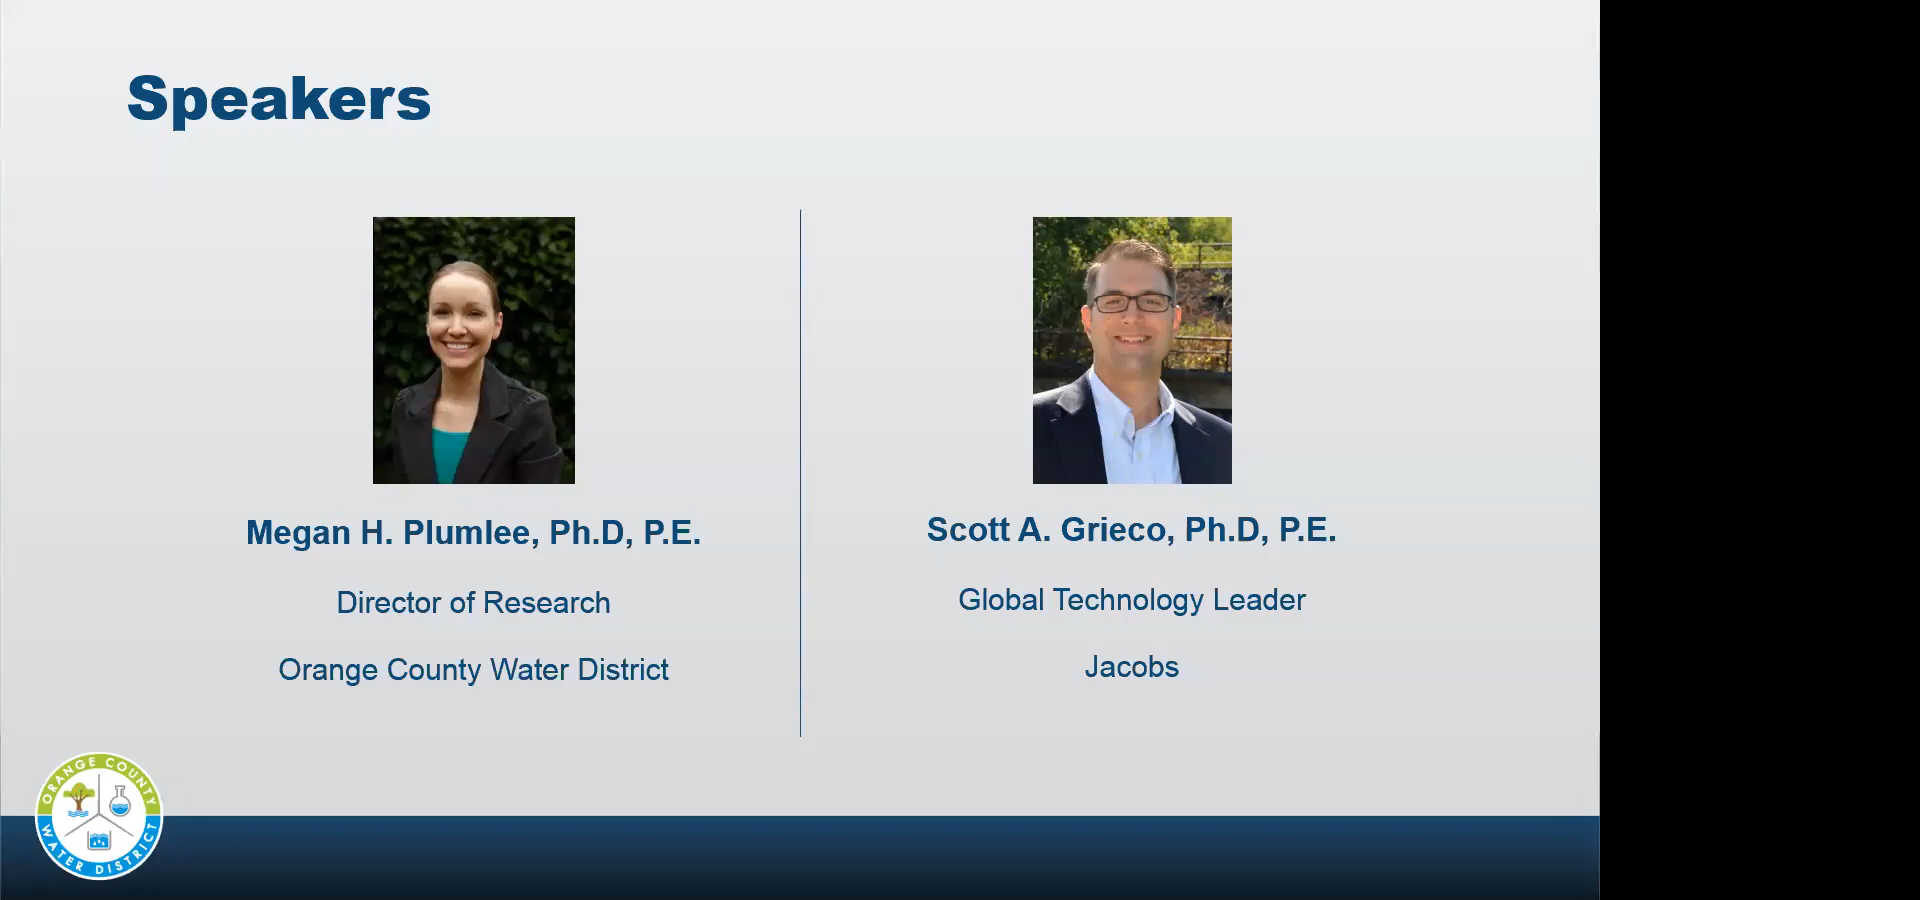 Speakers
Megan H. Plumlee, Ph.D, P.E.
Director of Research
Orange County Water District
Scott A. Grieco, Ph.D, P.E.
Global Technology Leader
Jacobs
ORANGE COUNTY
WATER DISTRICT